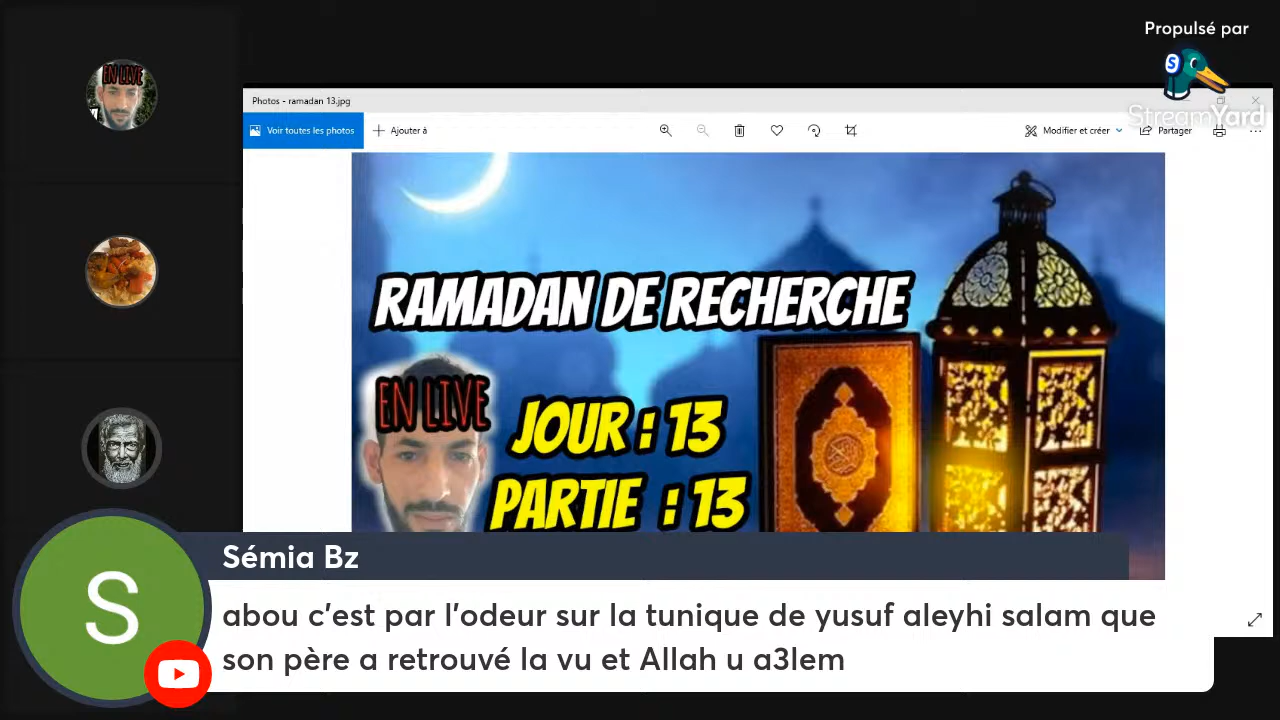 Propulsé par
StreamYard
EN LIVE
Photos - ramadan 13.jpg
Voir toutes les photos
Ajouter à
Modifier et créer
Partager
RAMADAN DE RECHERCHE
EN LIVE
JOUR : 13
PARTIE : 13
S
Sémia Bz
abou c'est par l'odeur sur la tunique de yusuf aleyhi salam que
son père a retrouvé la vu et Allah u a3lem